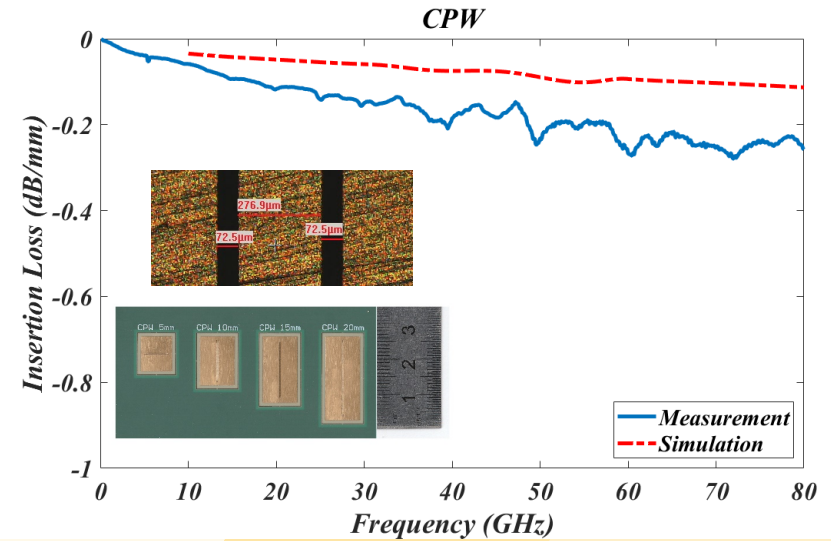 CPW
0
-0.2
-0.4
-0.6
-0.8
-1
Insertion Loss (dB/mm)
276.9µm
72.5µm
72.5µm
CPW 5mm
CPW 10mm
CPW 15mm
CPW 20mm
3
2
1
Measurement
Simulation
0 10 20 30 40 50 60 70 80
Frequency (GHz)